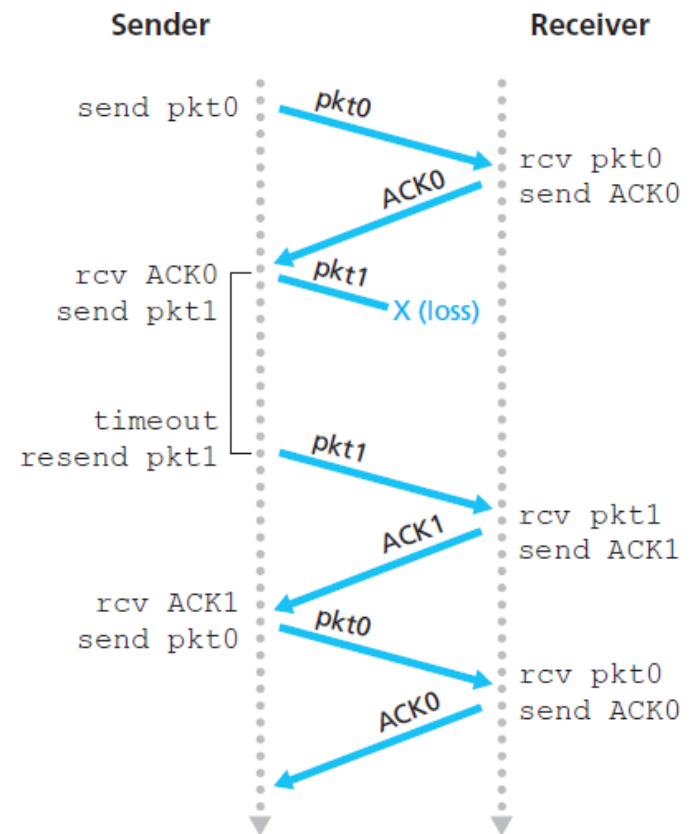 Sender
Receiver
send pkt0
pkt0
rcv pkt0
send ACK0
ACK0
rcv ACK0
send pkt1
pkt1
X (loss)
timeout
resend pkt1
pkt1
rcv pkt1
send ACK1
ACK1
rcv ACK1
send pkt0
pkt0
rcv pkt0
send ACK0
ACK0